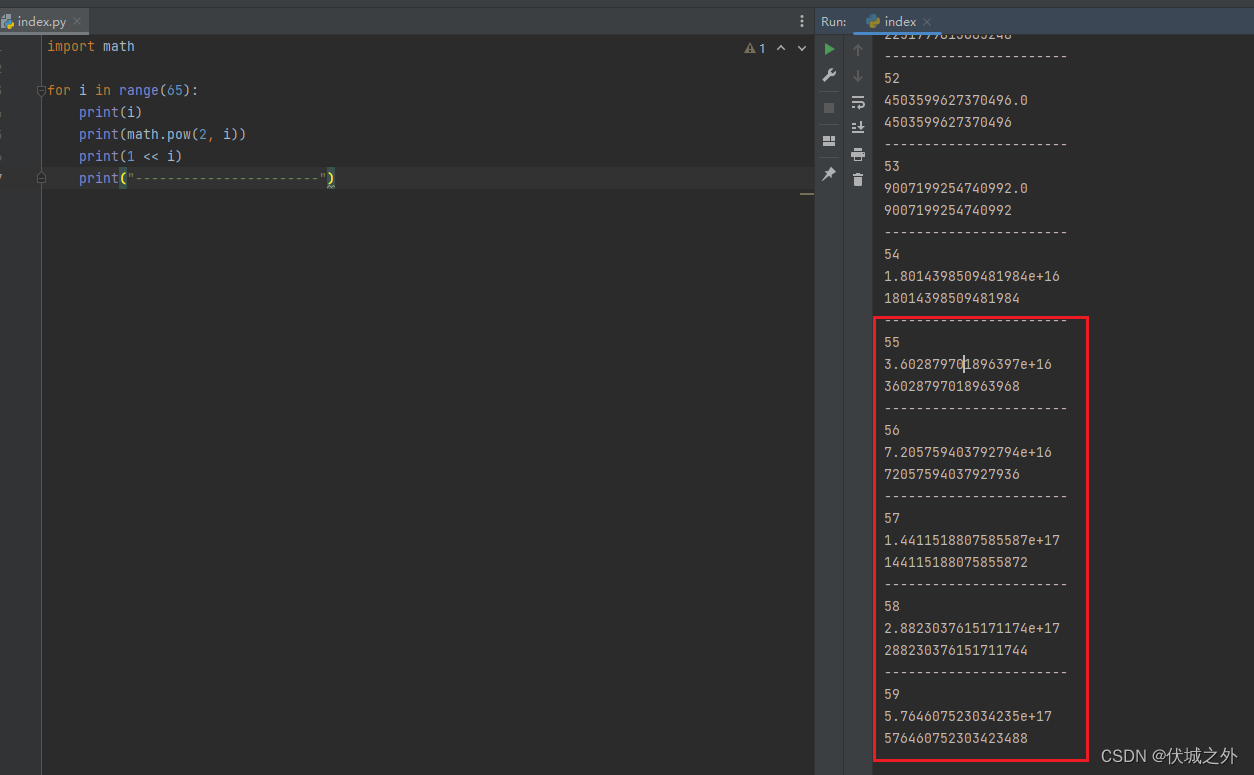 index.py
Run:
index
import math
1
for i in range(65):
print(i)
print(math.pow(2, i))
print(1 << i)
print("-----------------------")
-----------------------
52
4503599627370496.0
4503599627370496
-----------------------
53
9007199254740992.0
9007199254740992
-----------------------
54
1.8014398509481984e+16
18014398509481984
-----------------------
55
3.602879701896397e+16
36028797018963968
-----------------------
56
7.205759403792794e+16
72057594037927936
-----------------------
57
1.4411518807585587e+17
144115188075855872
-----------------------
58
2.8823037615171174e+17
288230376151711744
-----------------------
59
5.764607523034235e+17
576460752303423488
CSDN @伏城之外